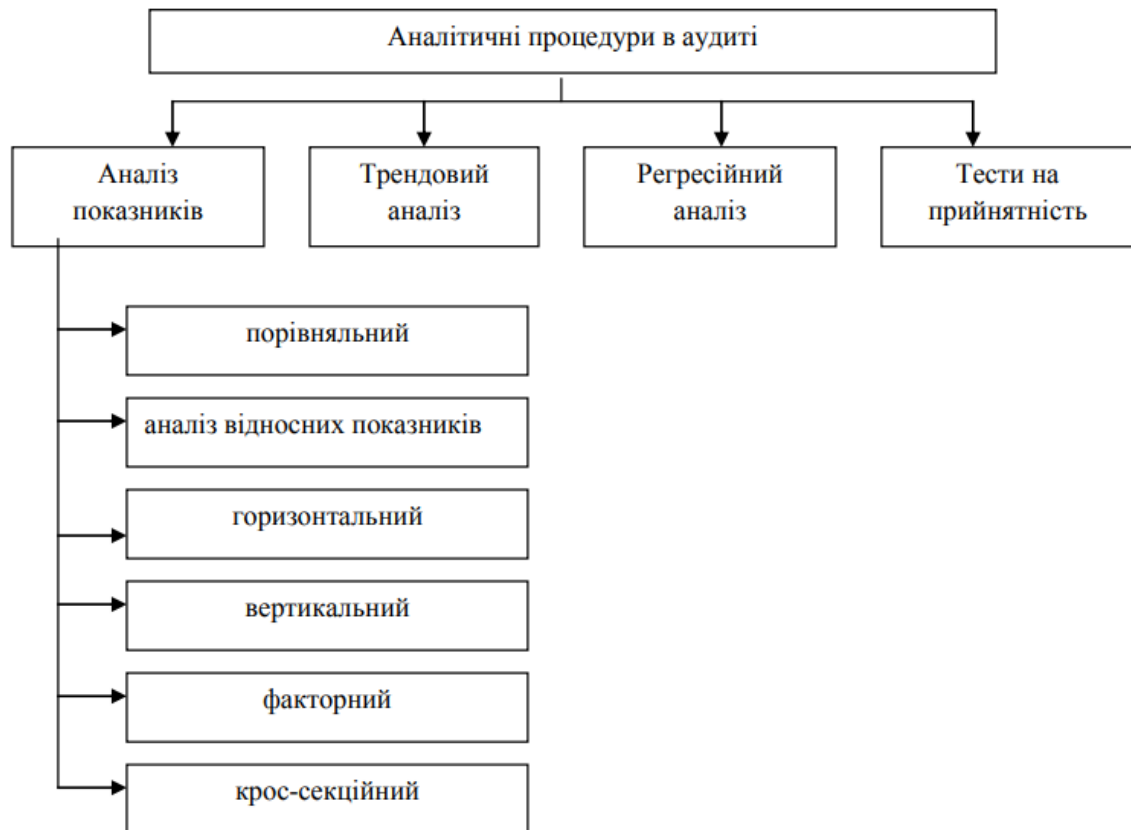 Аналітичні процедури в аудиті
Аналіз
показників
Трендовий
аналіз
Регресійний
аналіз
Тести на
прийнятність
порівняльний
аналіз відносних показників
горизонтальний
вертикальний
факторний
крос-секційний